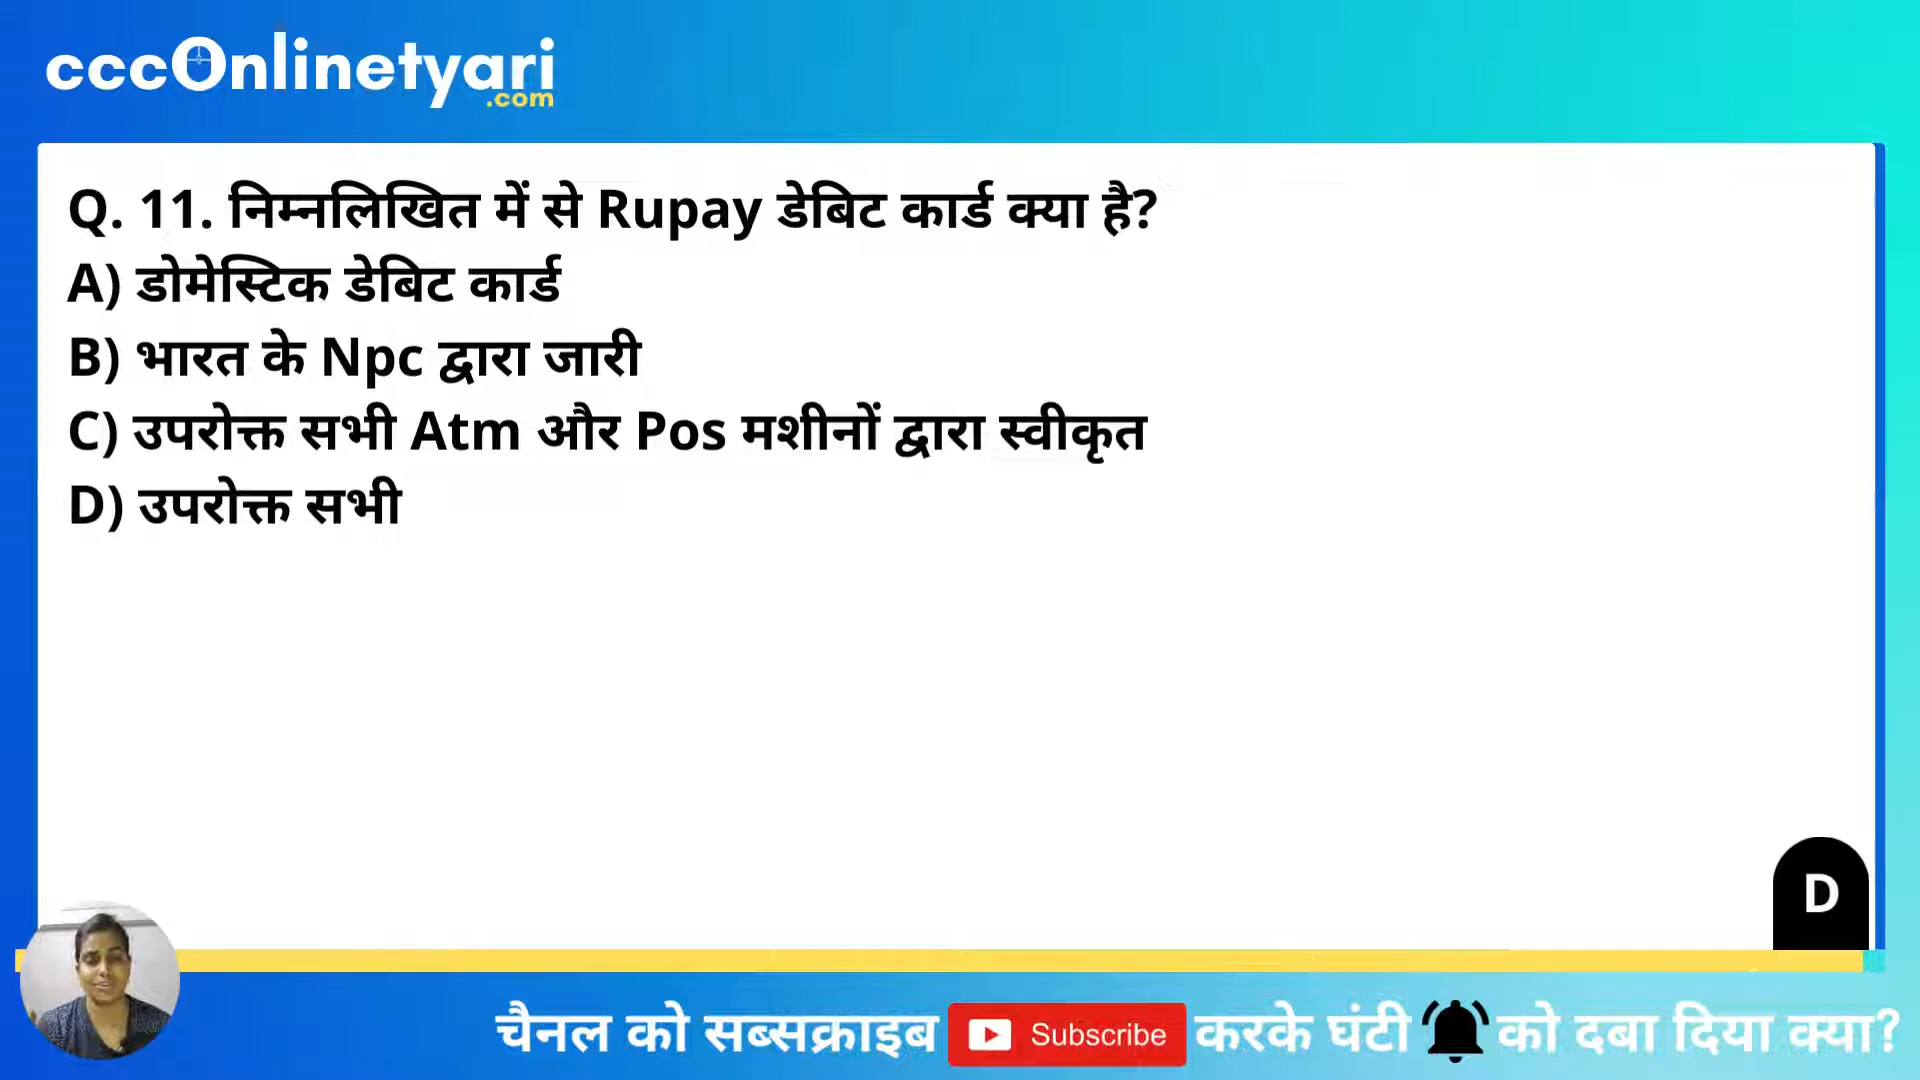 cccOnlinetyari
.com
Q. 11. निम्नलिखित में से Rupay डेबिट कार्ड क्या है?
A) डोमेस्टिक डेबिट कार्ड
B) भारत के Npc द्वारा जारी
C) उपरोक्त सभी Atm और Pos मशीनों द्वारा स्वीकृत
D) उपरोक्त सभी
D
चैनल को सब्सक्राइब Subscribe करके घंटी को दबा दिया क्या?